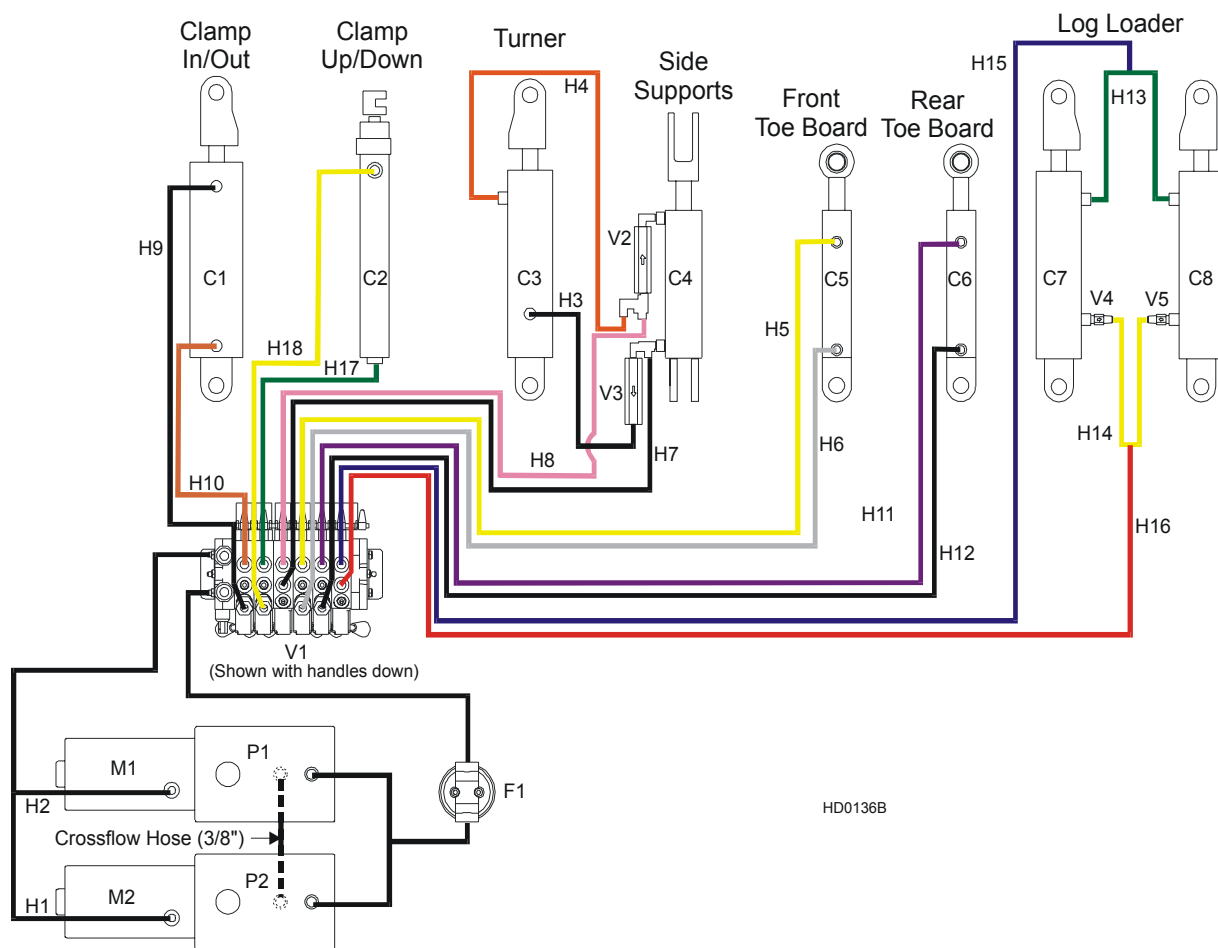 Clamp
In/Out
Clamp
Up/Down
Turner
Side
Supports
Front
Toe Board
Rear
Toe Board
Log Loader
H15
H4
H13
H9
V2
C1
C2
C3
C4
C5
C6
C7
C8
H3
V4
V5
H5
H18
H17
V3
H14
H8
H7
H6
H10
H11
H16
H12
V1
(Shown with handles down)
P1
M1
F1
H2
HD0136B
Crossflow Hose (3/8")
P2
M2
H1